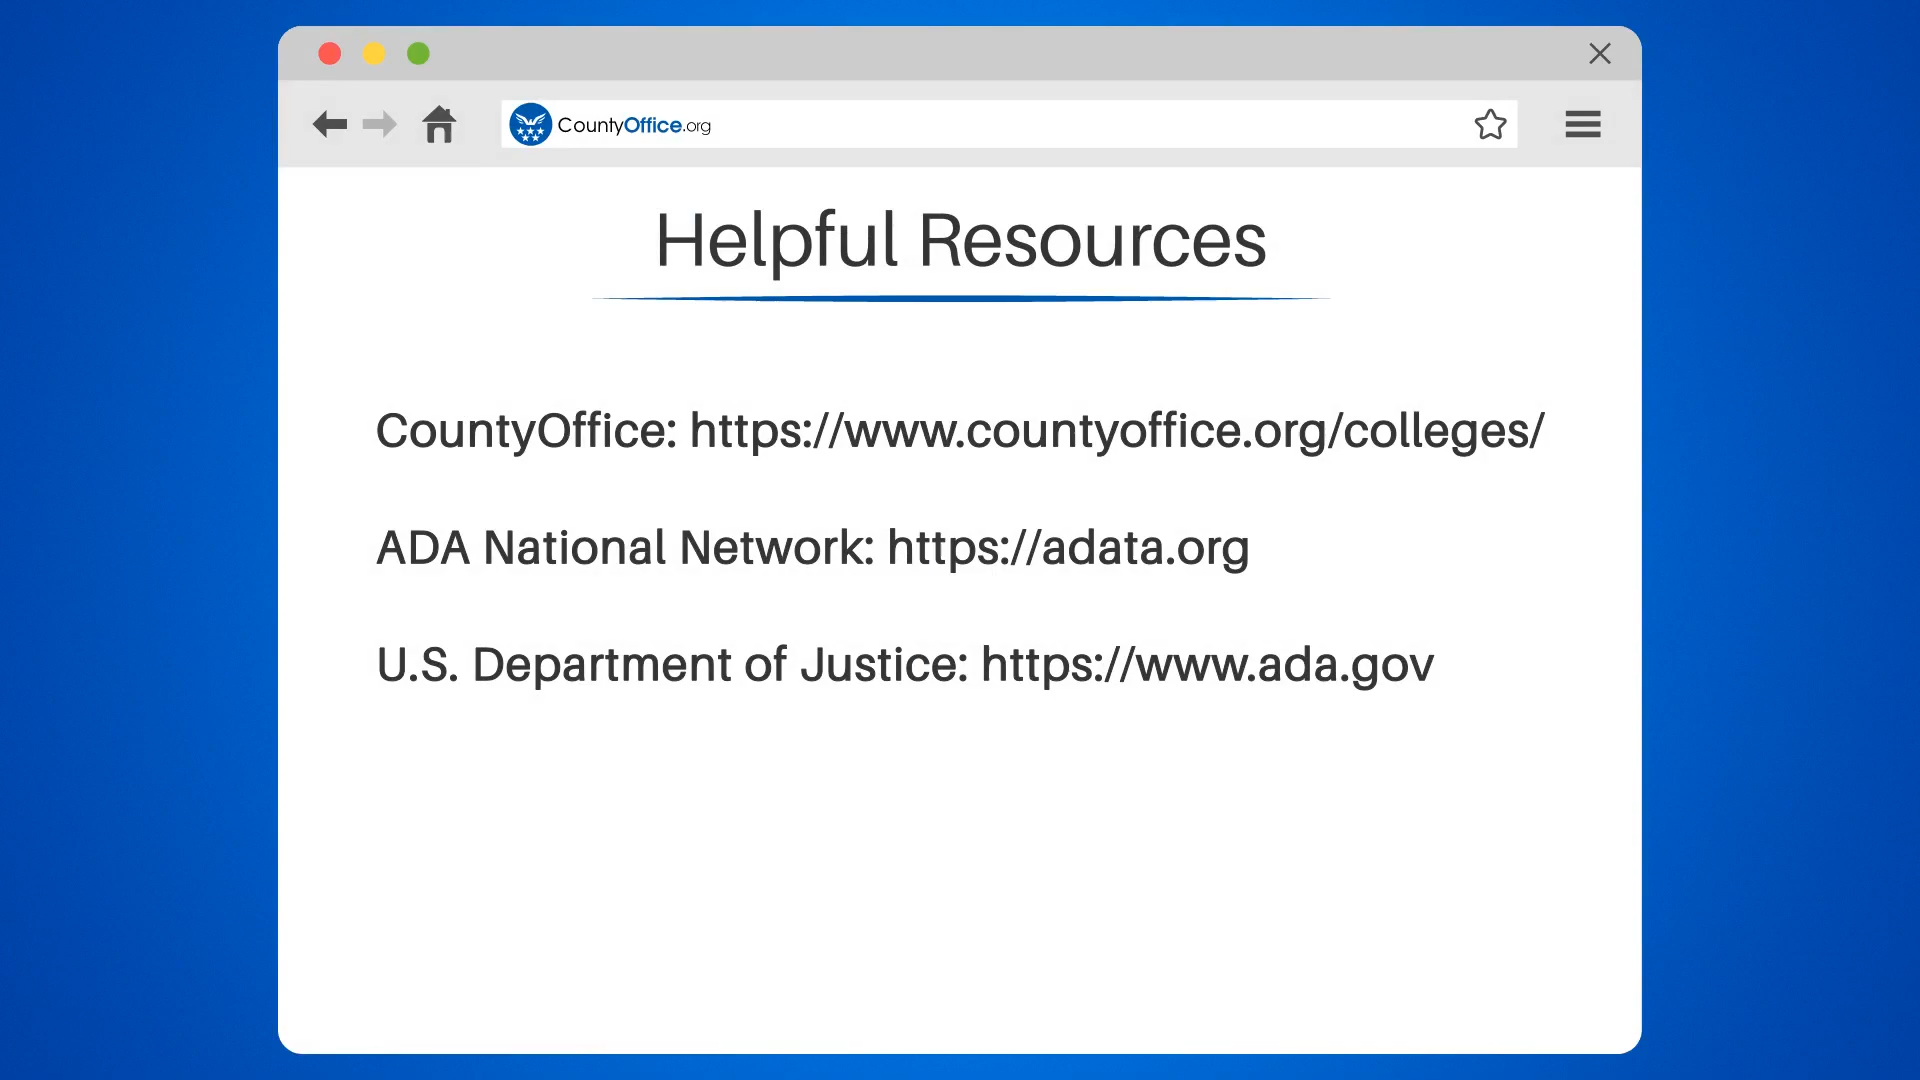 CountyOffice.org
Helpful Resources
CountyOffice: https://www.countyoffice.org/colleges/
ADA National Network: https://adata.org
U.S. Department of Justice: https://www.ada.gov